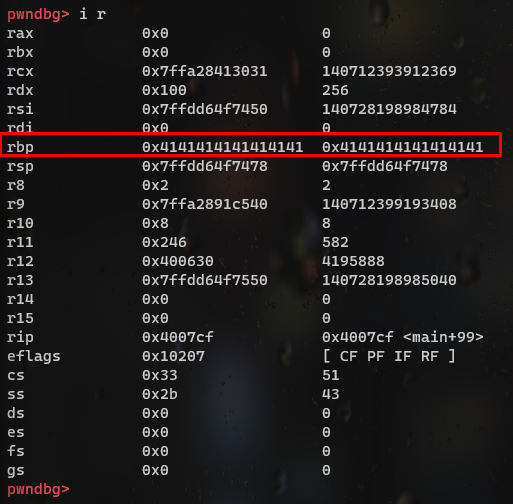 pwndbg> i r
rax 0x0 0
rbx 0x0 0
rcx 0x7ffa28413031 140712393912369
rdx 0x100 256
rsi 0x7ffdd64f7450 140728198984784
rdi 0x0 0
rbp 0x4141414141414141 0x4141414141414141
rsp 0x7ffdd64f7478 0x7ffdd64f7478
r8 0x2 2
r9 0x7ffa2891c540 140712399193408
r10 0x8 8
r11 0x246 582
r12 0x400630 4195888
r13 0x7ffdd64f7550 140728198985040
r14 0x0 0
r15 0x0 0
rip 0x4007cf 0x4007cf <main+99>
eflags 0x10207 [ CF PF IF RF ]
cs 0x33 51
ss 0x2b 43
ds 0x0 0
es 0x0 0
fs 0x0 0
gs 0x0 0
pwndbg>